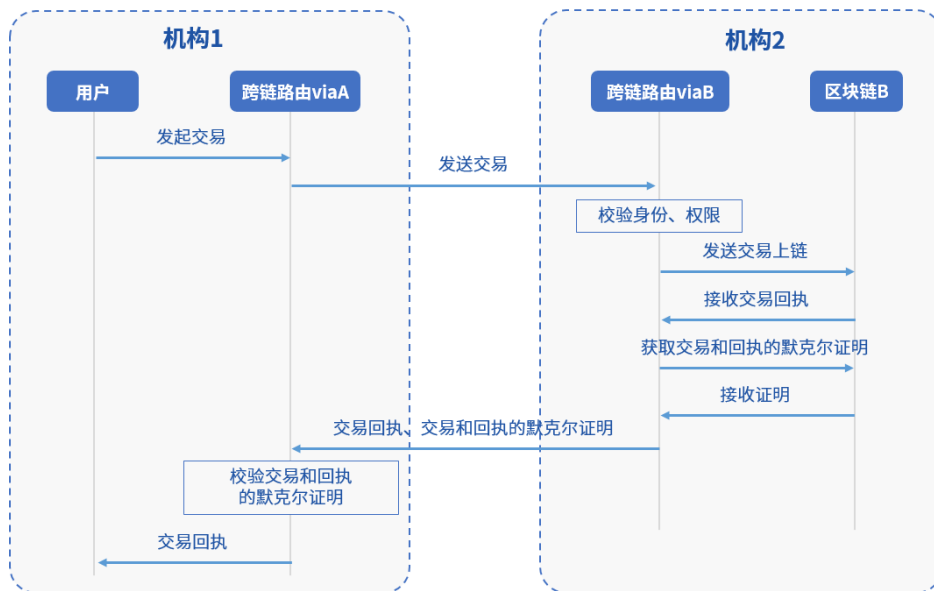 机构1
机构2
用户
跨链路由viaA
跨链路由viaB
区块链B
发起交易
发送交易
校验身份、权限
发送交易上链
接收交易回执
获取交易和回执的默克尔证明
接收证明
交易回执、交易和回执的默克尔证明
校验交易和回执
的默克尔证明
交易回执